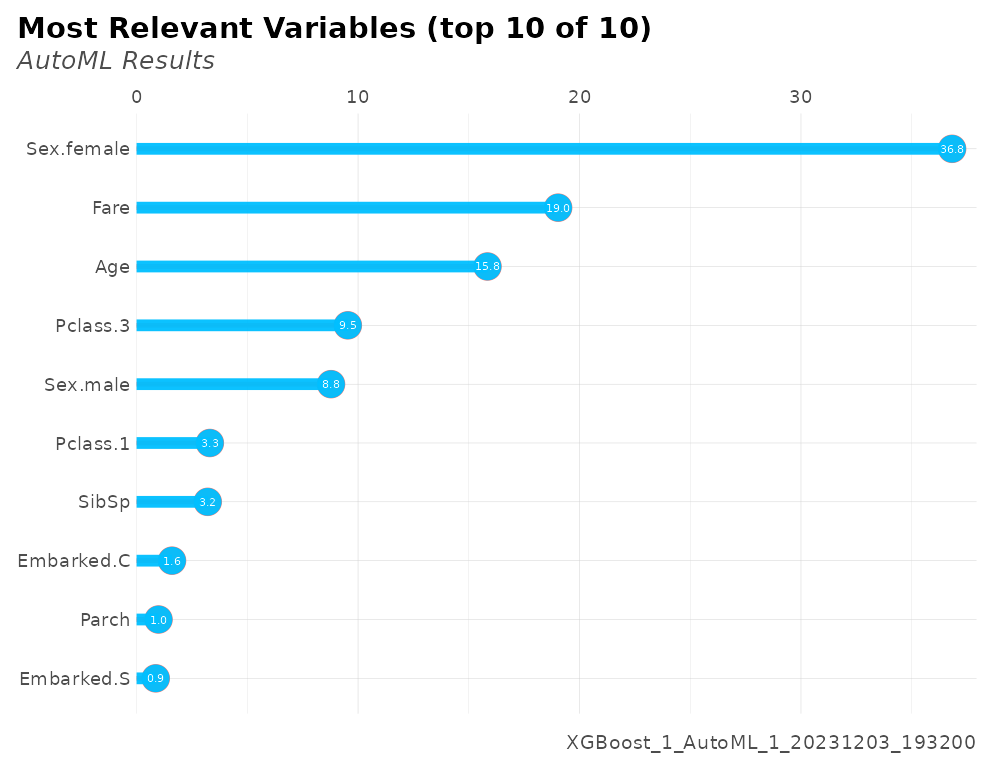 Most Relevant Variables (top 10 of 10)
AutoML Results
0 10 20 30
Sex.female 36.8
Fare 19.0
Age 15.8
Pclass.3 9.5
Sex.male 8.8
Pclass.1 3.3
SibSp 3.2
Embarked.C 1.6
Parch 1.0
Embarked.S 0.9
XGBoost_1_AutoML_1_20231203_193200